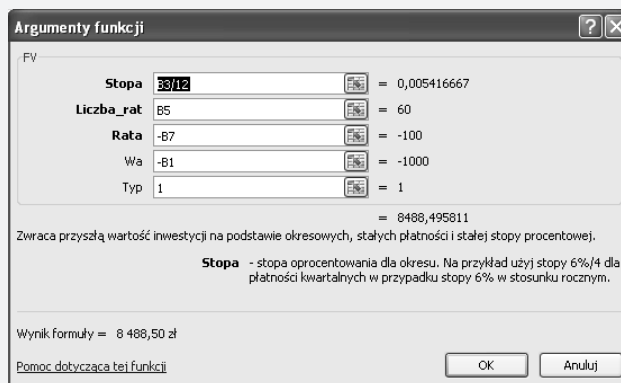 Argumenty funkcji
FV
Stopa B3/12 = 0,005416667
Liczba_rat B5 = 60
Rata -B7 = -100
Wa -B1 = -1000
Typ 1 = 1
= 8488,495811
Zwraca przyszłą wartość inwestycji na podstawie okresowych, stałych płatności i stałej stopy procentowej.
Stopa - stopa oprocentowania dla okresu. Na przykład użyj stopy 6%/4 dla
płatności kwartalnych w przypadku stopy 6% w stosunku rocznym.
Wynik formuły = 8 488,50 zł
Pomoc dotycząca tej funkcji OK Anuluj